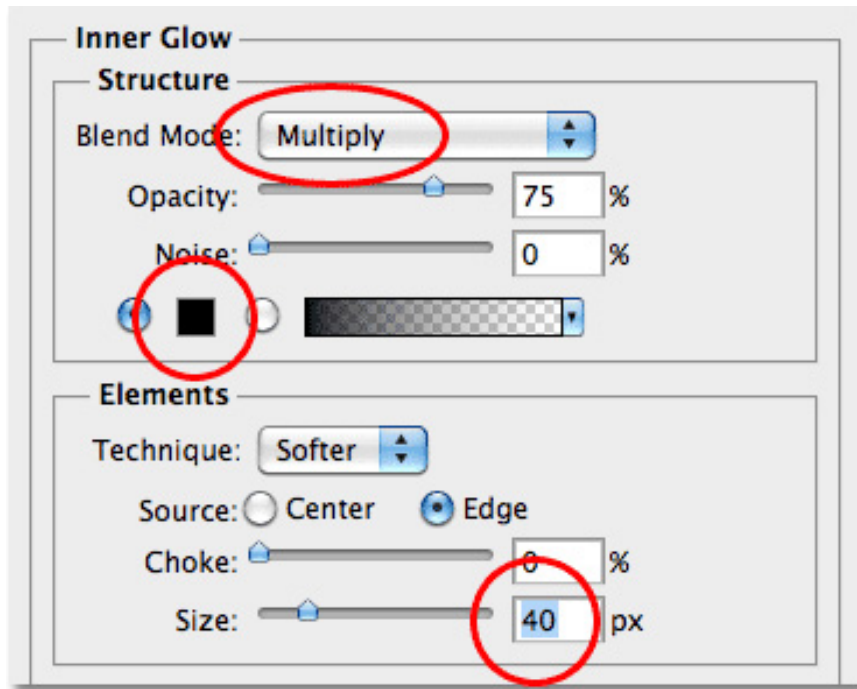 Inner Glow
Structure
Blend Mode: Multiply
Opacity: 75 %
Noise: 0 %
Elements
Technique: Softer
Source: Center Edge
Choke: 0 %
Size: 40 px